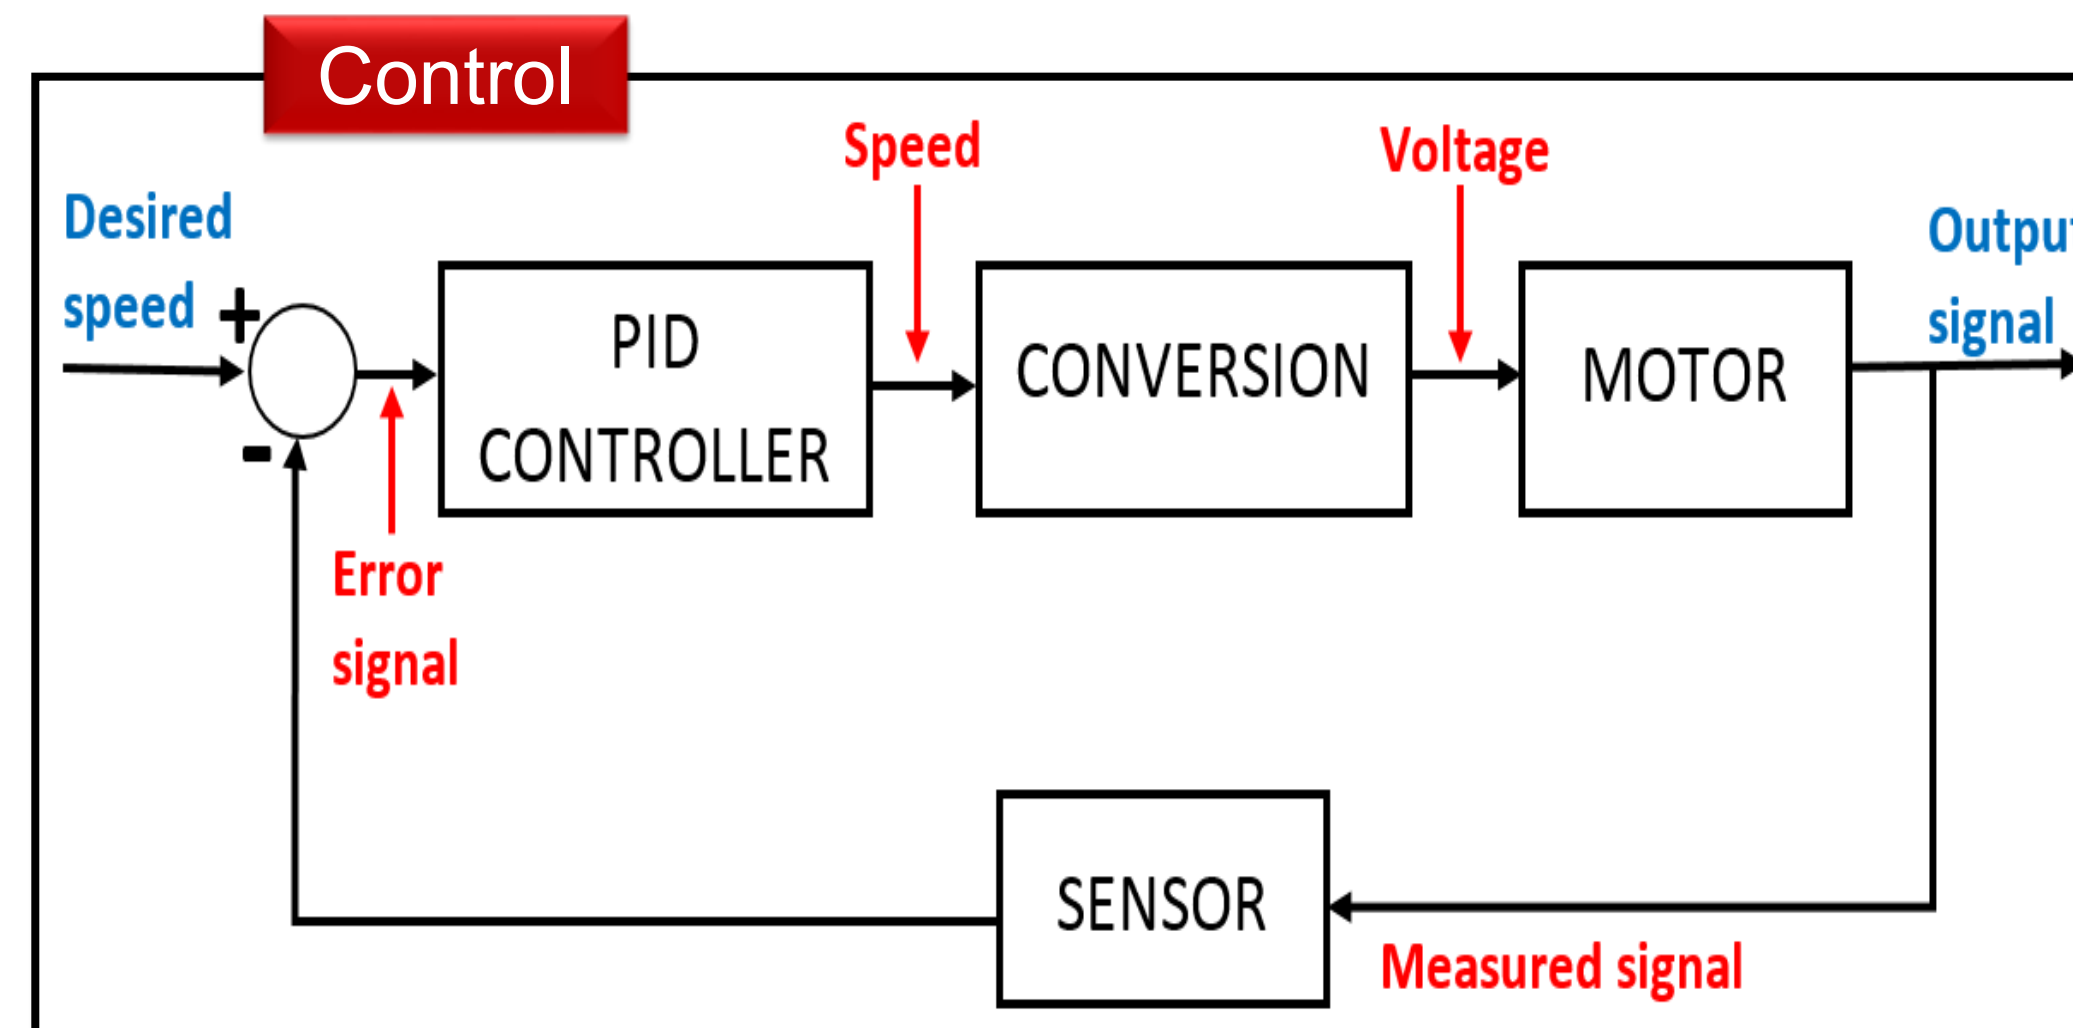 Control
Speed
Voltage
Desired
speed
+
-
Output
signal
PID
CONTROLLER
CONVERSION
MOTOR
Error
signal
SENSOR
Measured signal